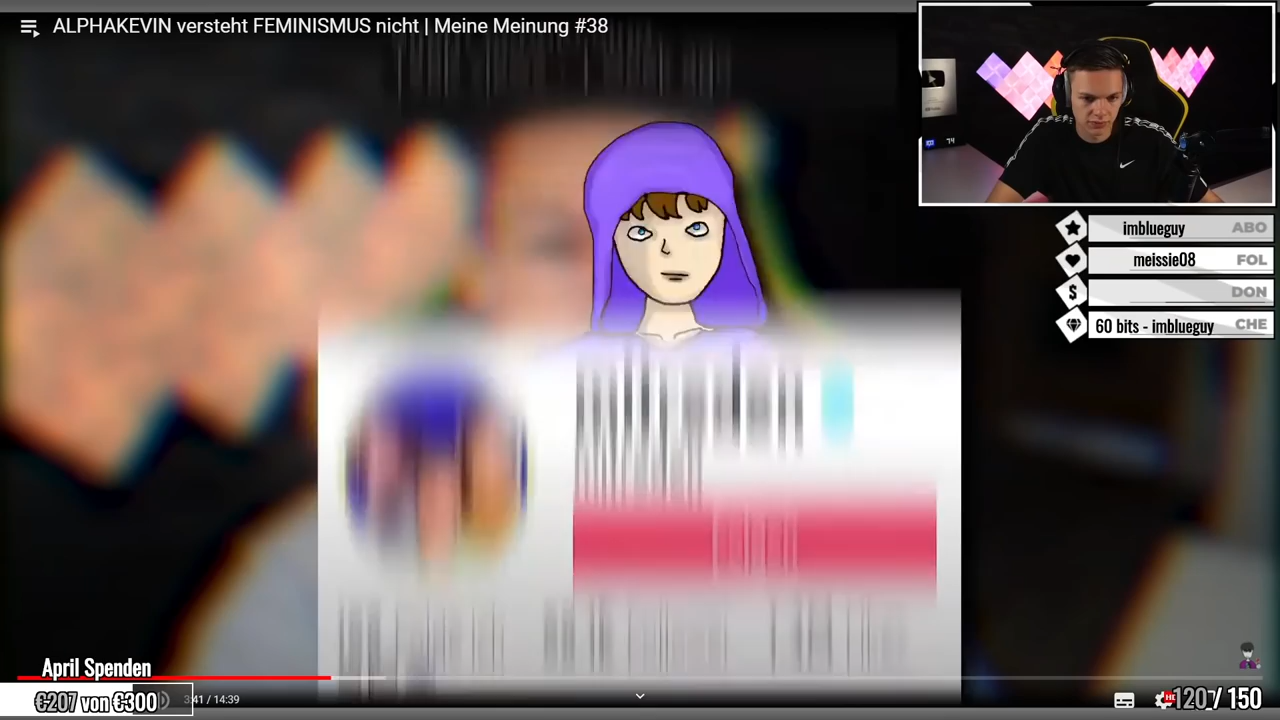 ALPHAKEVIN versteht FEMINISMUS nicht | Meine Meinung #38
74
imblueguy ABO
meissie08 FOL
DON
60 bits - imblueguy CHE
April Spenden
€207 von €300
3:41 / 14:39
120 / 150